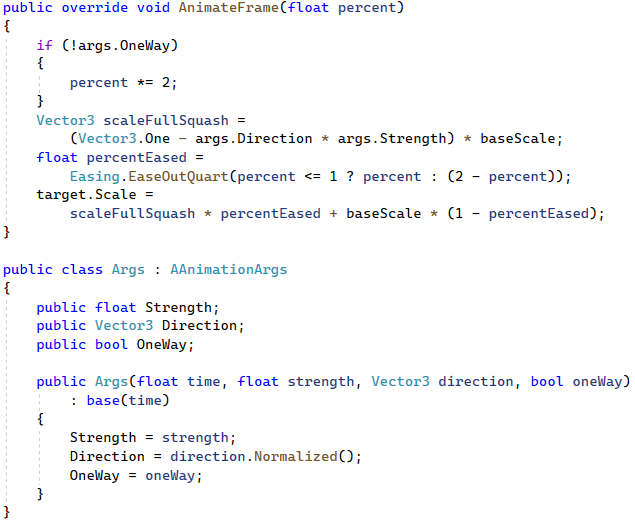 public override void AnimateFrame(float percent)
{
    if (!args.OneWay)
    {
        percent *= 2;
    }
    Vector3 scaleFullSquash =
        (Vector3.One - args.Direction * args.Strength) * baseScale;
    float percentEased =
        Easing.EaseOutQuart(percent <= 1 ? percent : (2 - percent));
    target.Scale =
        scaleFullSquash * percentEased + baseScale * (1 - percentEased);
}

public class Args : AAnimationArgs
{
    public float Strength;
    public Vector3 Direction;
    public bool OneWay;

    public Args(float time, float strength, Vector3 direction, bool oneWay)
        : base(time)
    {
        Strength = strength;
        Direction = direction.Normalized();
        OneWay = oneWay;
    }
}